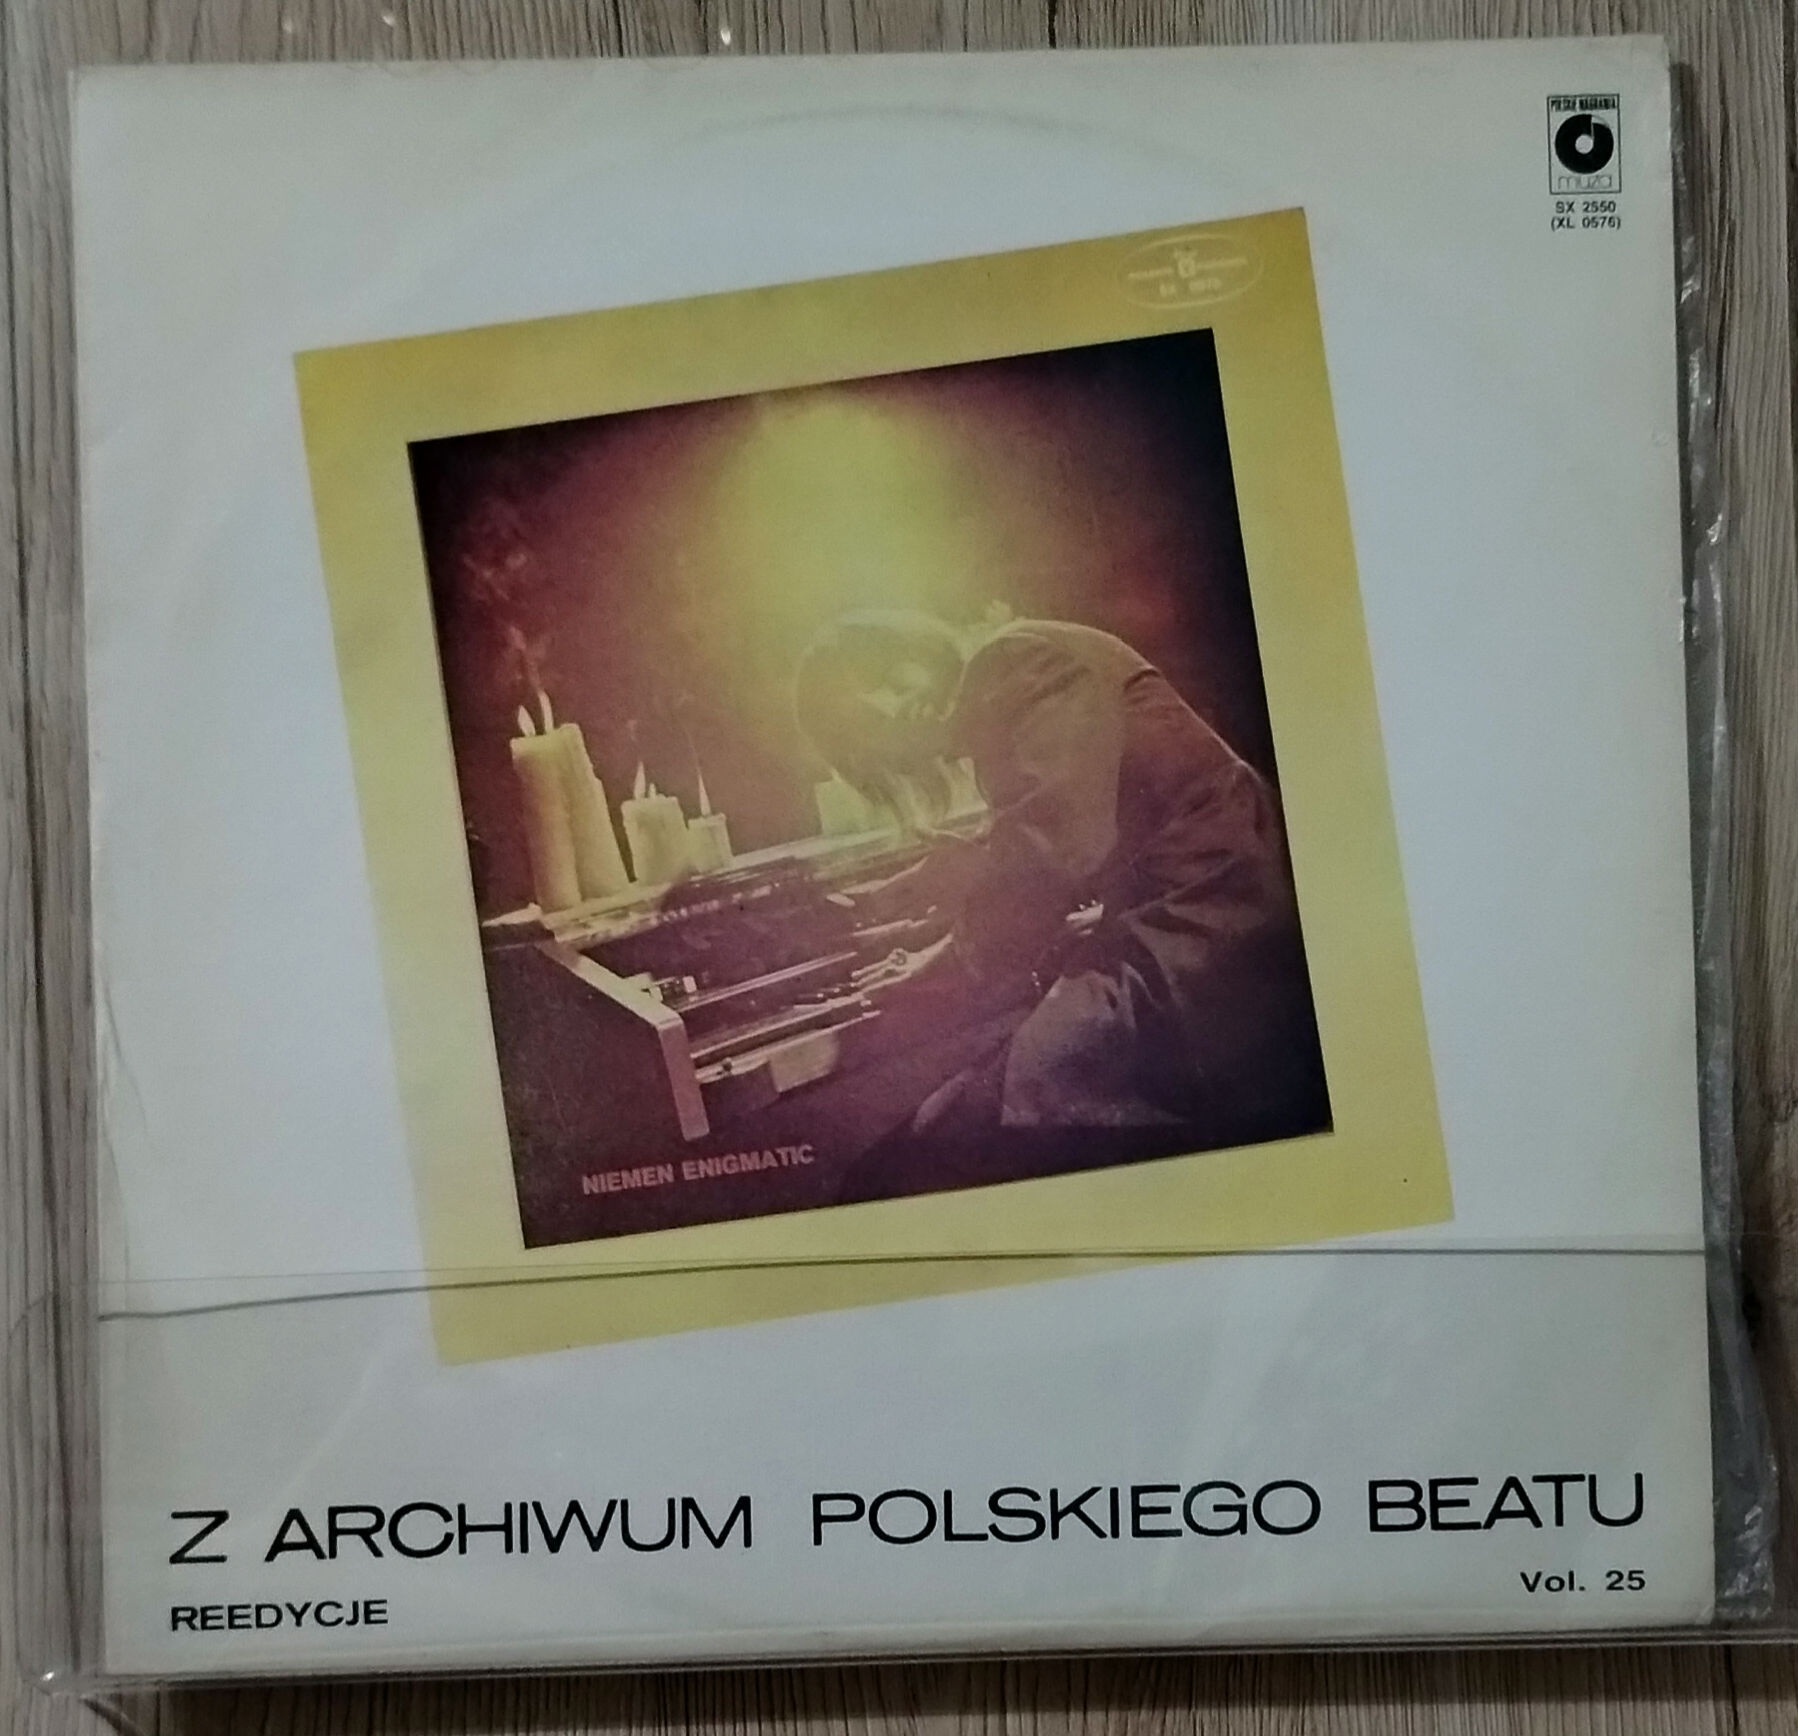 POLSKIE NAGRANIA
muza
SX 2550
(XL 0576)
NIEMEN ENIGMATIC
Z ARCHIWUM POLSKIEGO BEATU
Vol. 25
REEDYCJE